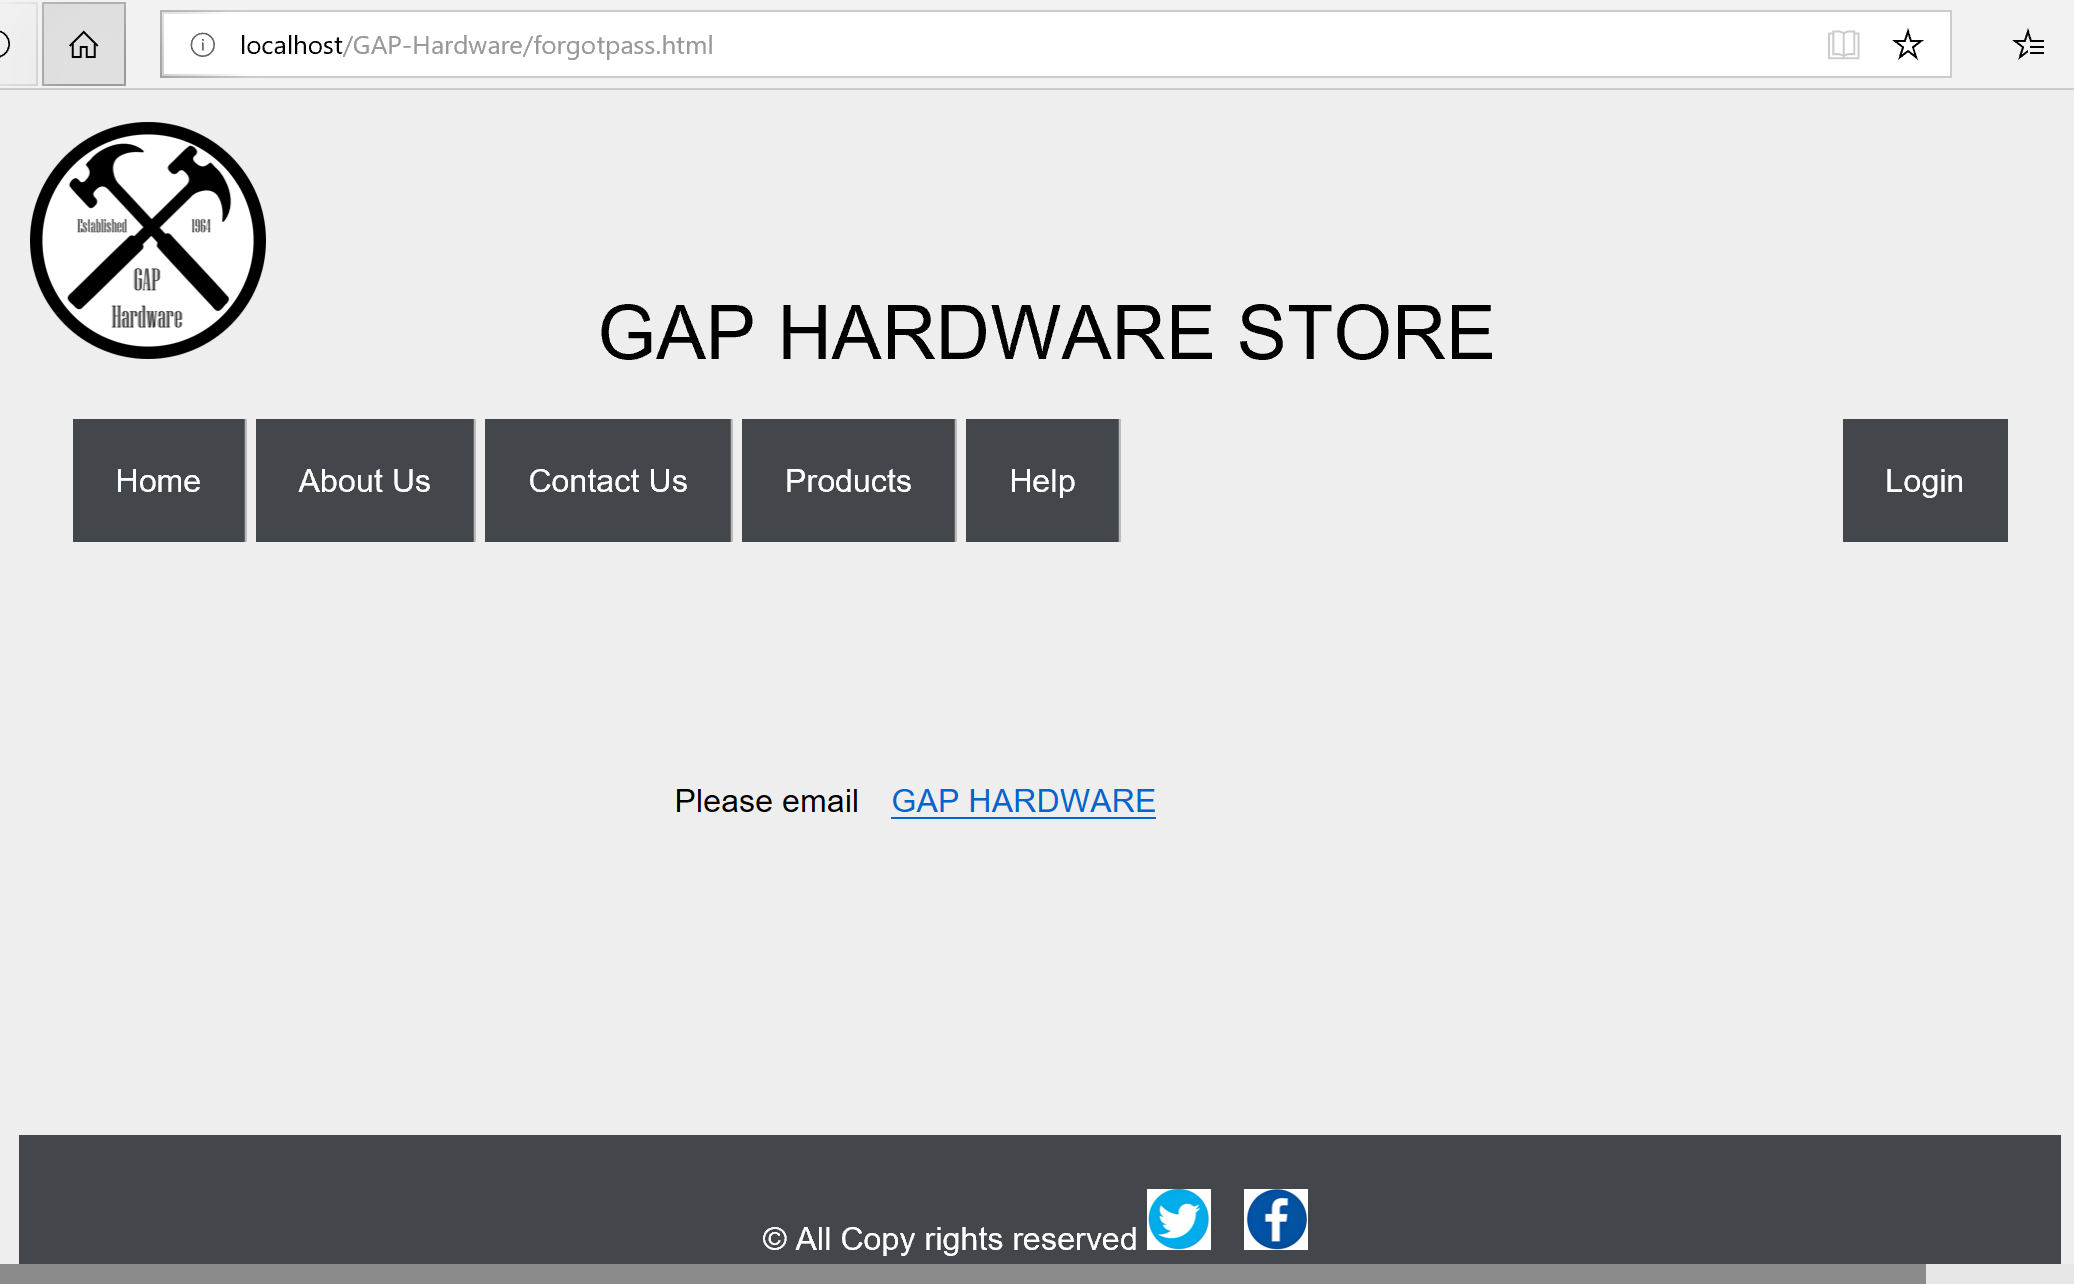 localhost/GAP-Hardware/forgotpass.html
Established 1964
GAP
Hardware
GAP HARDWARE STORE
Home About Us Contact Us Products Help Login
Please email GAP HARDWARE
© All Copy rights reserved